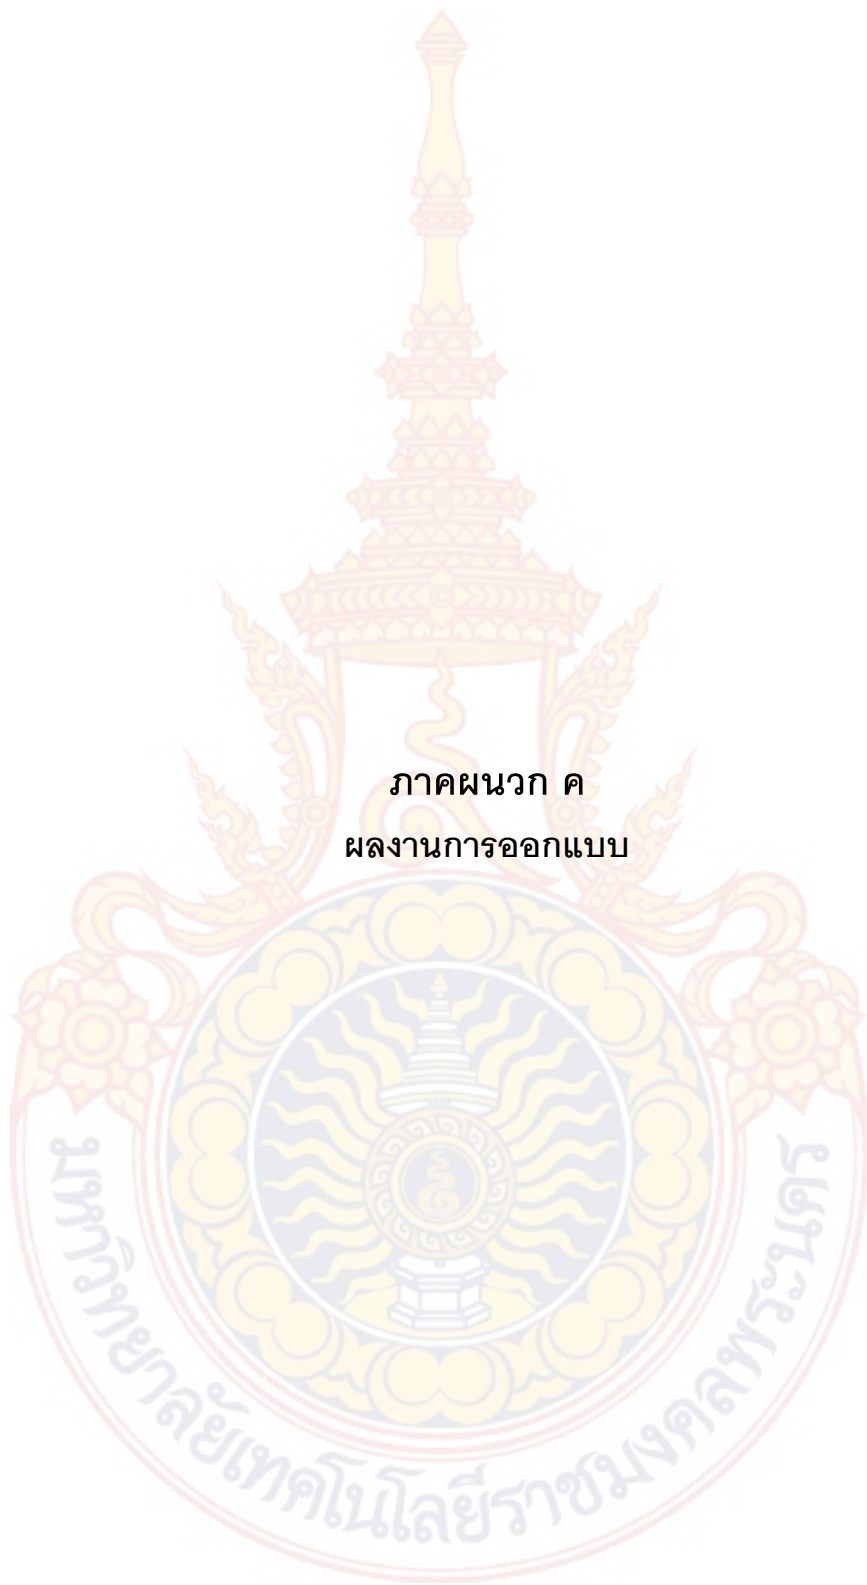 ภาคผนวก ค
ผลงานการออกแบบ
มหาวิทยาลัยเทคโนโลยีราชมงคลพระนคร